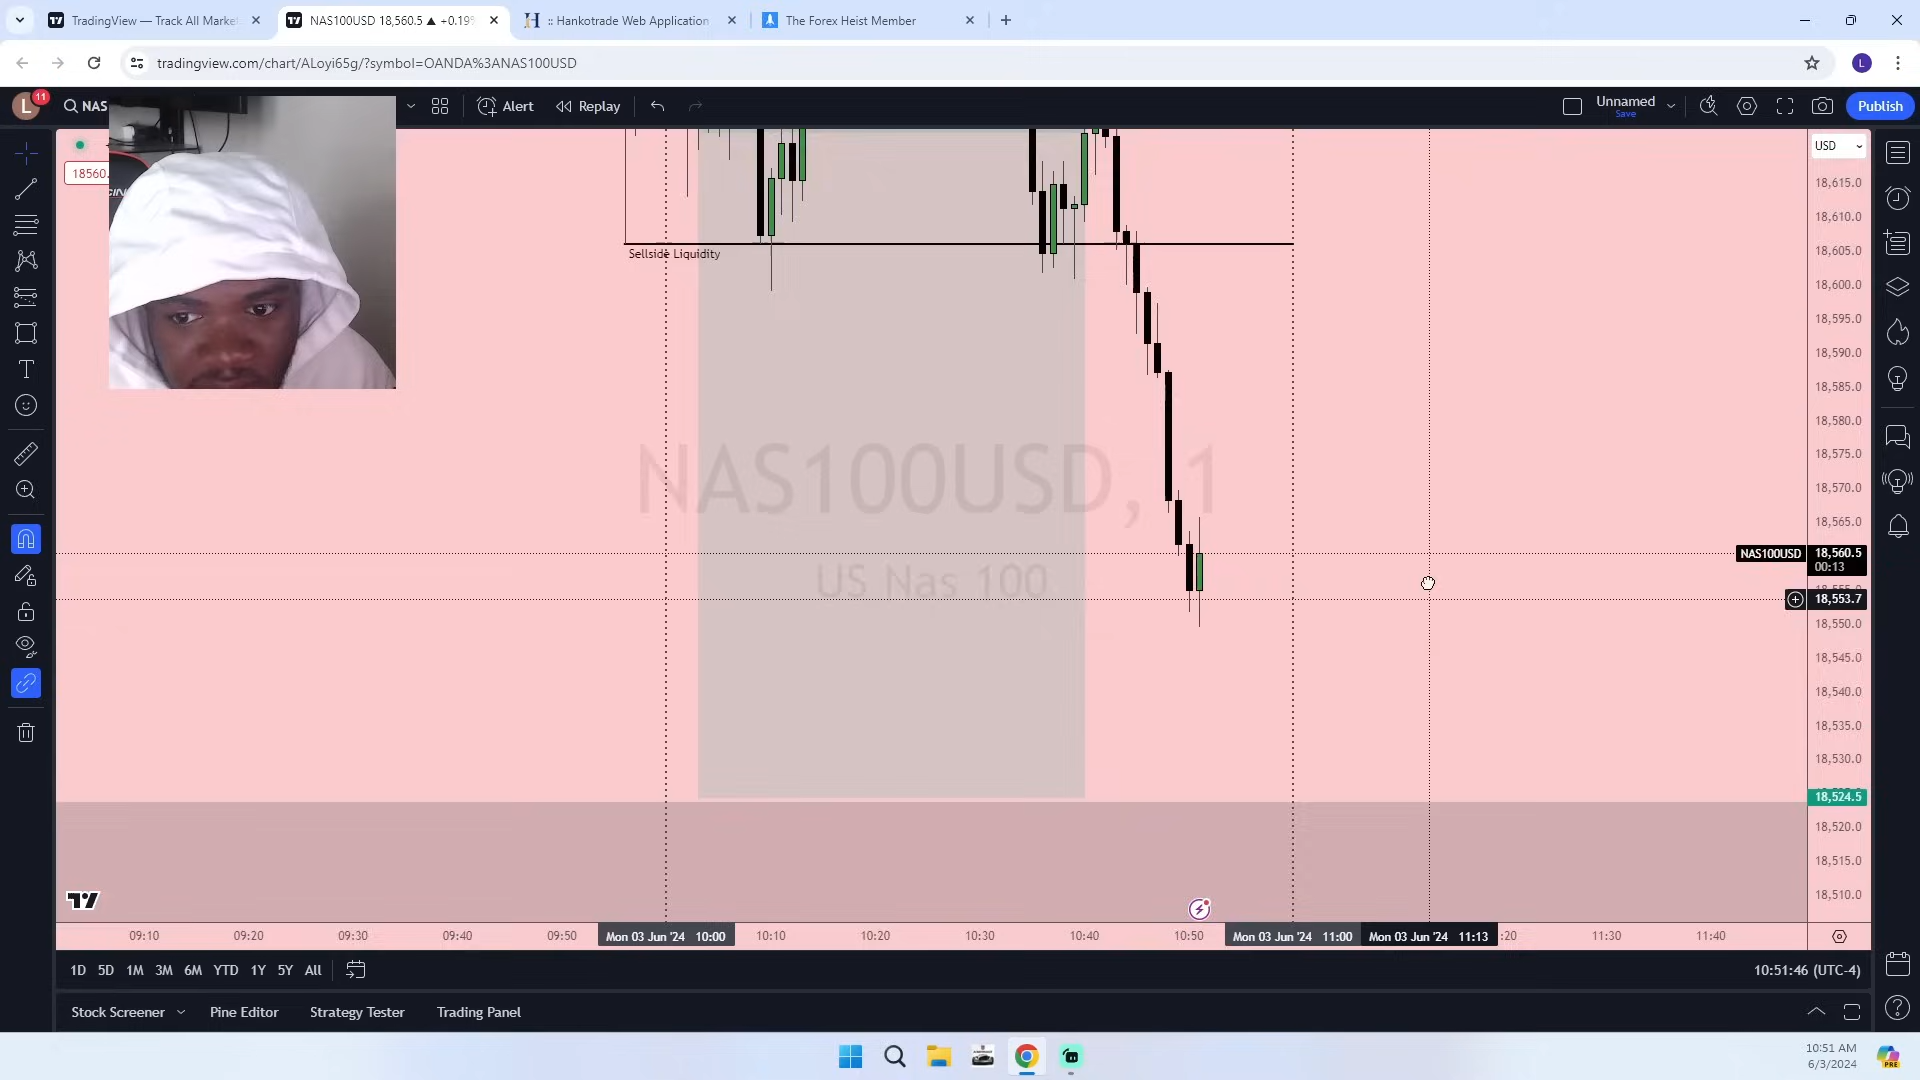 TradingView — Track All Marke
NAS100USD 18,560.5 ▲ +0.19%
:: Hankotrade Web Application
The Forex Heist Member
tradingview.com/chart/ALoyi65g/?symbol=OANDA%3ANAS100USD
L
L
11
NAS
Alert
Replay
Unnamed
Save
Publish
USD
18560.
18,615.0
18,610.0
18,605.0
Sellside Liquidity
18,600.0
18,595.0
18,590.0
18,585.0
18,580.0
18,575.0
NAS100USD, 1
18,570.0
18,565.0
NAS100USD
18,560.5
00:13
US Nas 100
18,553.7
18,550.0
18,545.0
18,540.0
18,535.0
18,530.0
18,524.5
18,520.0
18,515.0
18,510.0
09:10
09:20
09:30
09:40
09:50
Mon 03 Jun '24 10:00
10:10
10:20
10:30
10:40
10:50
Mon 03 Jun '24 11:00
Mon 03 Jun '24 11:13
:20
11:30
11:40
1D 5D 1M 3M 6M YTD 1Y 5Y All
10:51:46 (UTC-4)
Stock Screener
Pine Editor
Strategy Tester
Trading Panel
10:51 AM
6/3/2024